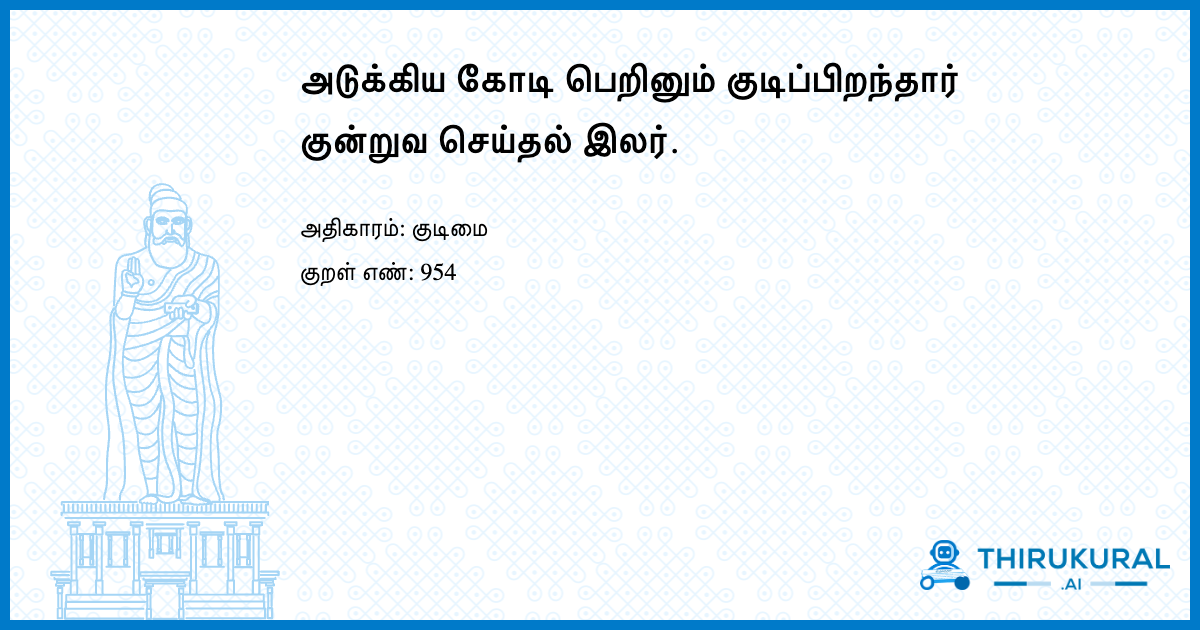 அடுக்கிய கோடி பெறினும் குடிப்பிறந்தார்
குன்றுவ செய்தல் இலர்.
அதிகாரம்: குடிமை
குறள் எண்: 954
THIRUKURAL
.AI